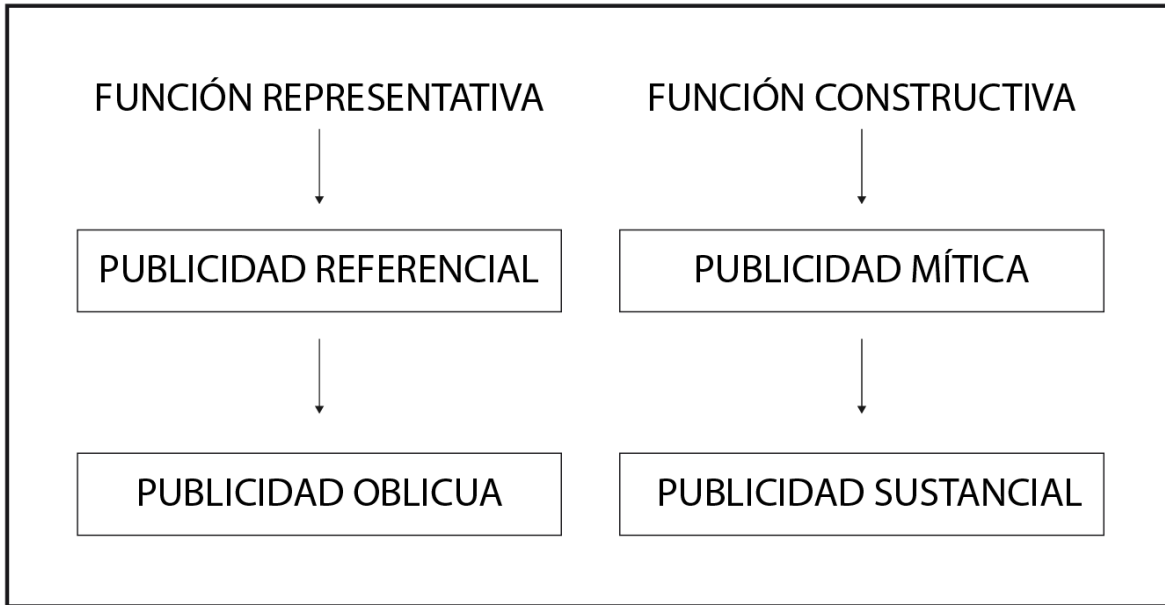 FUNCIÓN REPRESENTATIVA
FUNCIÓN CONSTRUCTIVA
PUBLICIDAD REFERENCIAL
PUBLICIDAD MÍTICA
PUBLICIDAD OBLICUA
PUBLICIDAD SUSTANCIAL